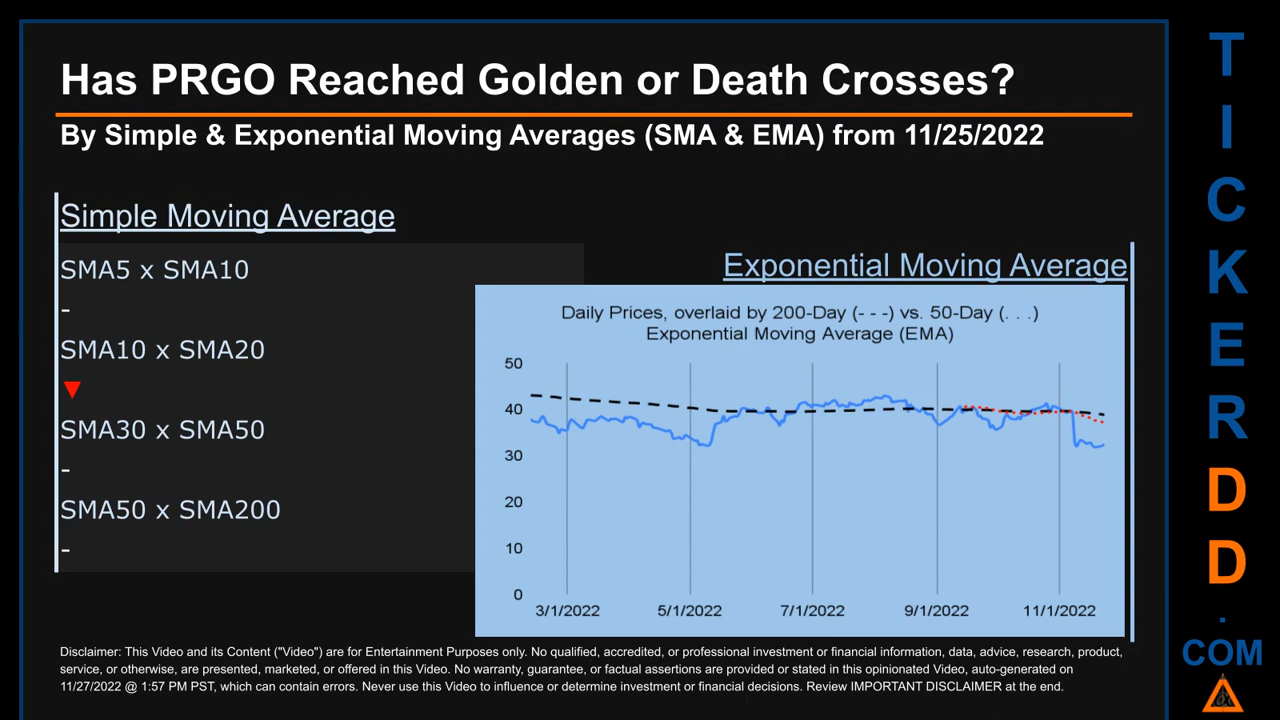 Has PRGO Reached Golden or Death Crosses?
By Simple & Exponential Moving Averages (SMA & EMA) from 11/25/2022
Simple Moving Average
SMA5 x SMA10
-
SMA10 x SMA20
▼
SMA30 x SMA50
-
SMA50 x SMA200
-
Exponential Moving Average
Daily Prices, overlaid by 200-Day (- - -) vs. 50-Day (. . .)
Exponential Moving Average (EMA)
50
40
30
20
10
0
3/1/2022 5/1/2022 7/1/2022 9/1/2022 11/1/2022
Disclaimer: This Video and its Content ("Video") are for Entertainment Purposes only. No qualified, accredited, or professional investment or financial information, data, advice, research, product,
service, or otherwise, are presented, marketed, or offered in this Video. No warranty, guarantee, or factual assertions are provided or stated in this opinionated Video, auto-generated on
11/27/2022 @ 1:57 PM PST, which can contain errors. Never use this Video to influence or determine investment or financial decisions. Review IMPORTANT DISCLAIMER at the end.
T
I
C
K
E
R
D
D
.
COM